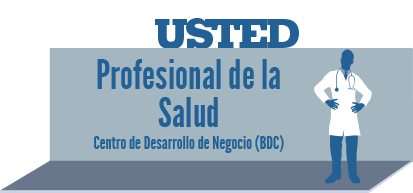 USTED
Profesional de la
Salud
Centro de Desarrollo de Negocio (BDC)